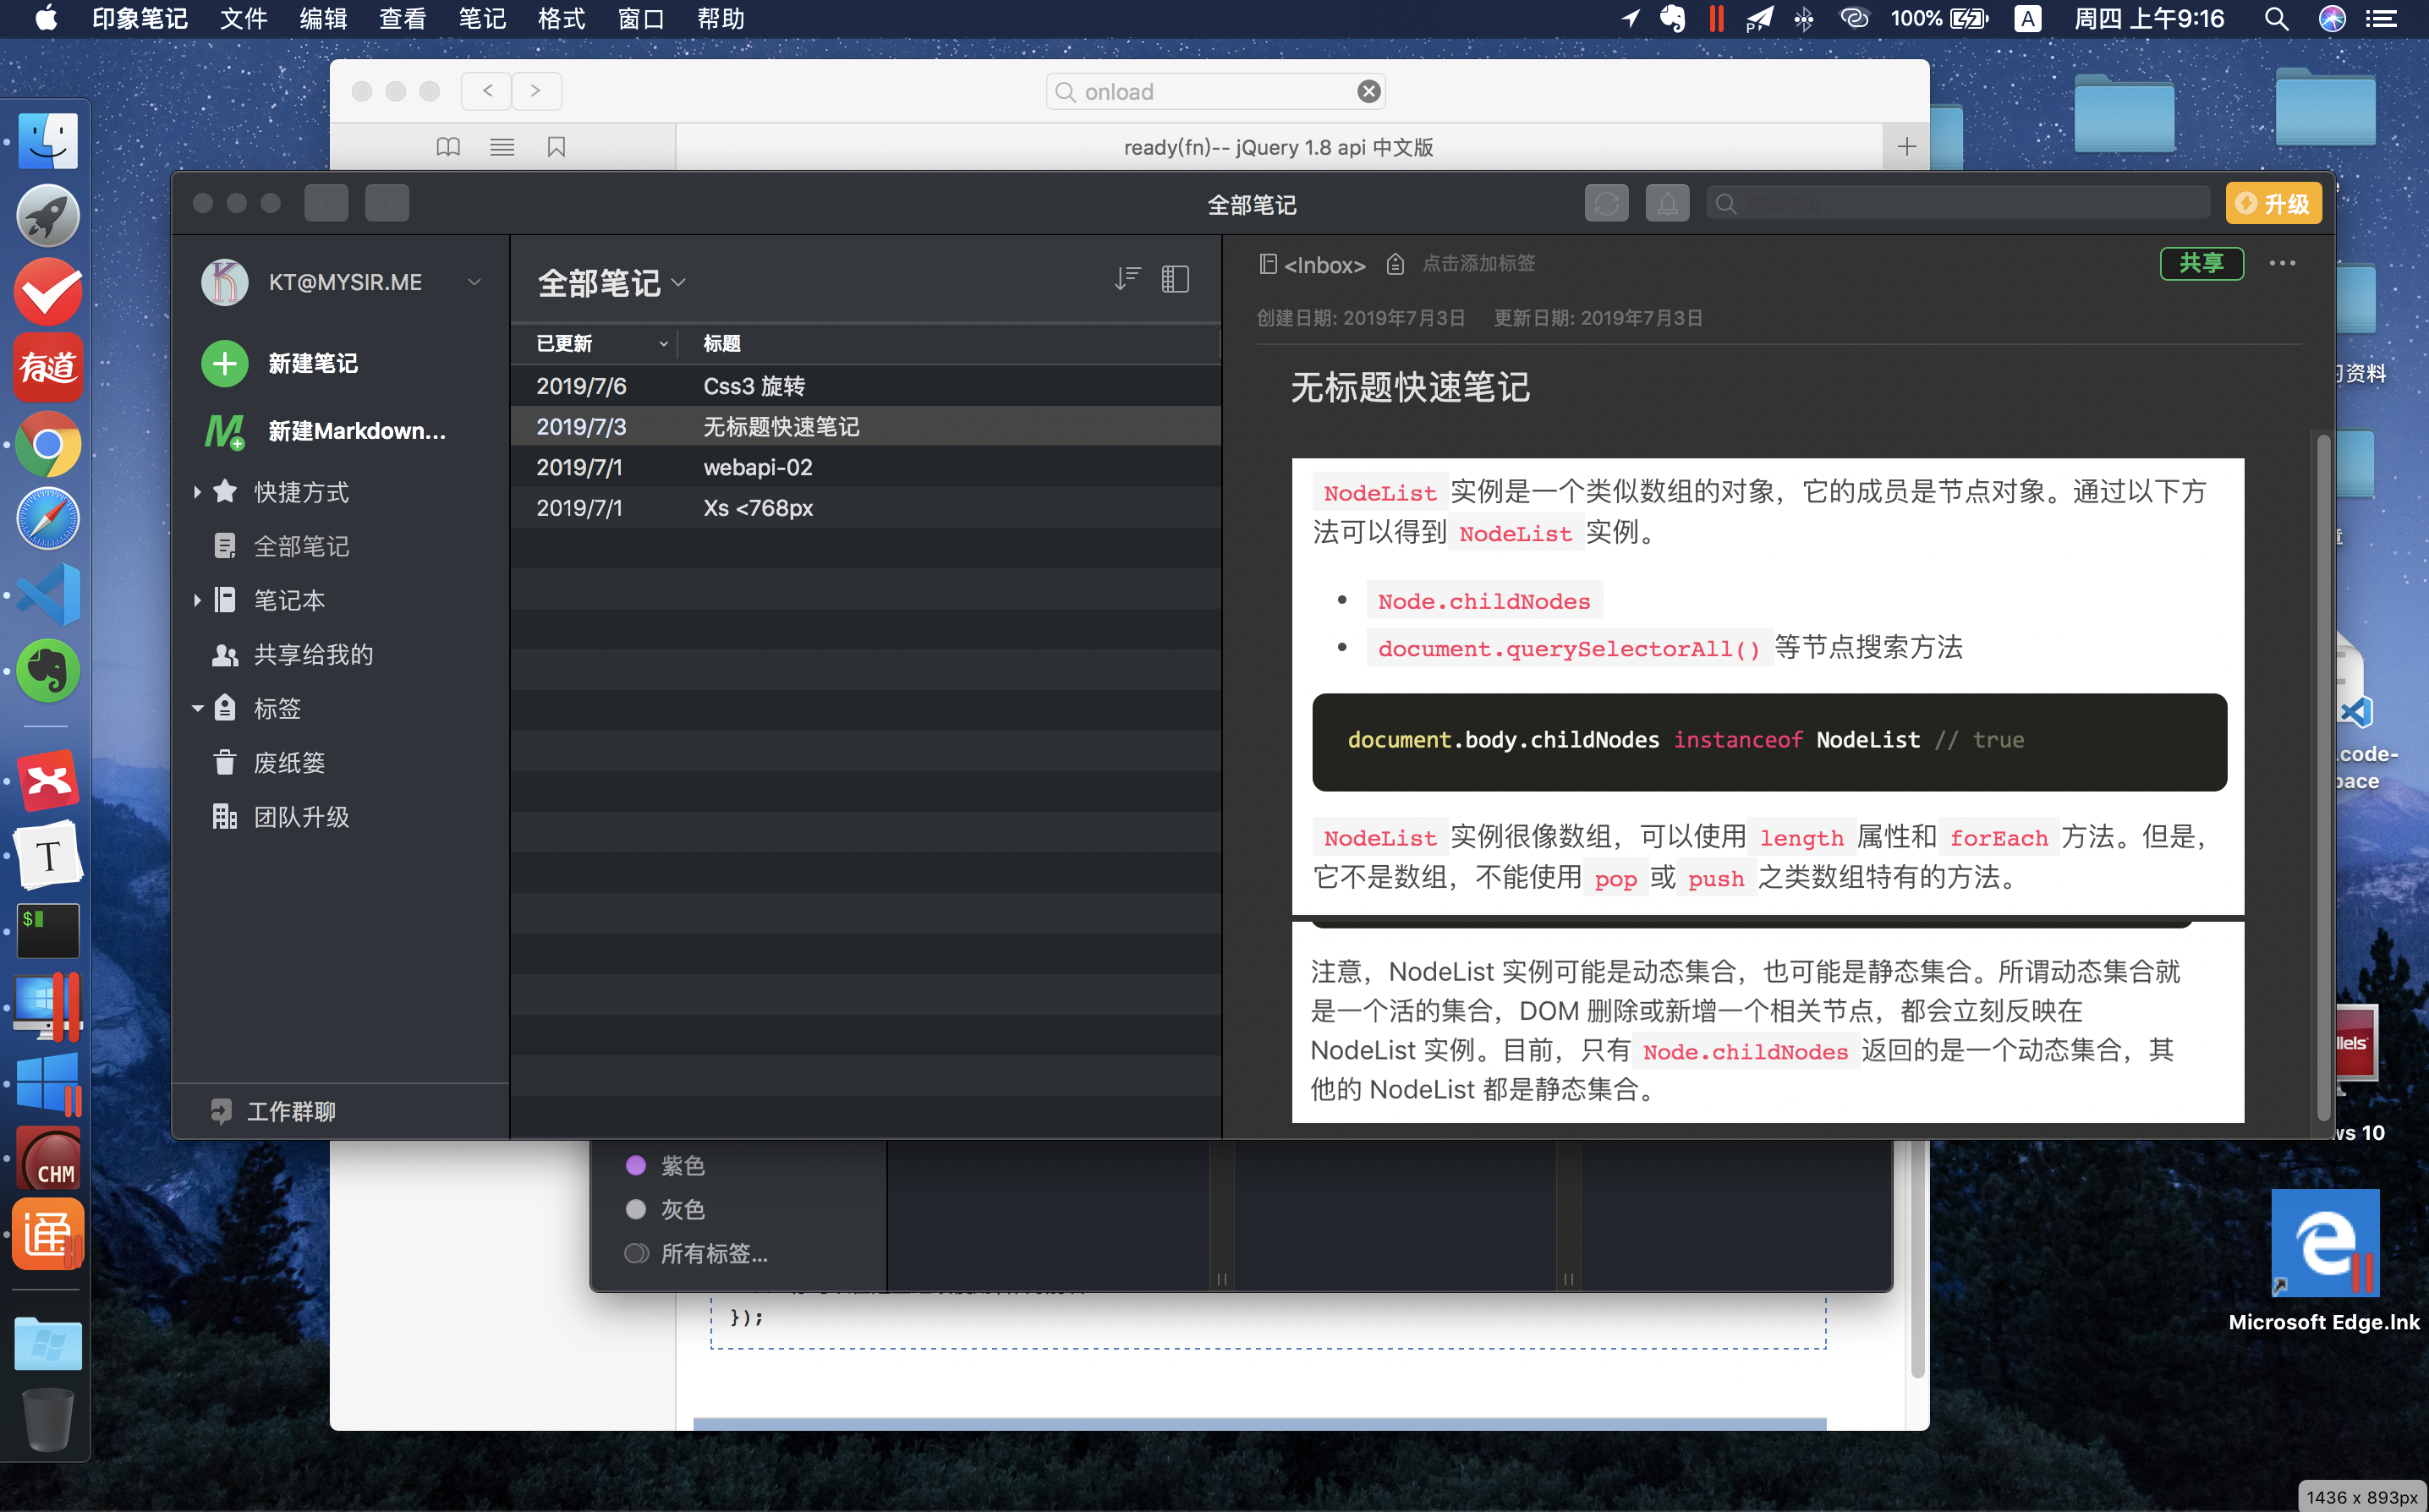 印象笔记 文件 编辑 查看 笔记 格式 窗口 帮助
100% A 周四 上午9:16
onload
ready(fn)-- jQuery 1.8 api 中文版
全部笔记
升级
KT@MYSIR.ME
新建笔记
新建Markdown...
快捷方式
全部笔记
笔记本
共享给我的
标签
废纸篓
团队升级
工作群聊
全部笔记
已更新 标题
2019/7/6 Css3 旋转
2019/7/3 无标题快速笔记
2019/7/1 webapi-02
2019/7/1 Xs <768px
<Inbox> 点击添加标签
共享
创建日期: 2019年7月3日 更新日期: 2019年7月3日
无标题快速笔记
NodeList 实例是一个类似数组的对象，它的成员是节点对象。通过以下方
法可以得到 NodeList 实例。
• Node.childNodes
• document.querySelectorAll() 等节点搜索方法
document.body.childNodes instanceof NodeList // true
NodeList 实例很像数组，可以使用 length 属性和 forEach 方法。但是，
它不是数组，不能使用 pop 或 push 之类数组特有的方法。
注意，NodeList 实例可能是动态集合，也可能是静态集合。所谓动态集合就
是一个活的集合，DOM 删除或新增一个相关节点，都会立刻反映在
NodeList 实例。目前，只有 Node.childNodes 返回的是一个动态集合，其
他的 NodeList 都是静态集合。
紫色
灰色
所有标签...
});
有道
T
$
CHM
通
资料
.code-
pace
llels
ws 10
Microsoft Edge.lnk
1436 x 893px